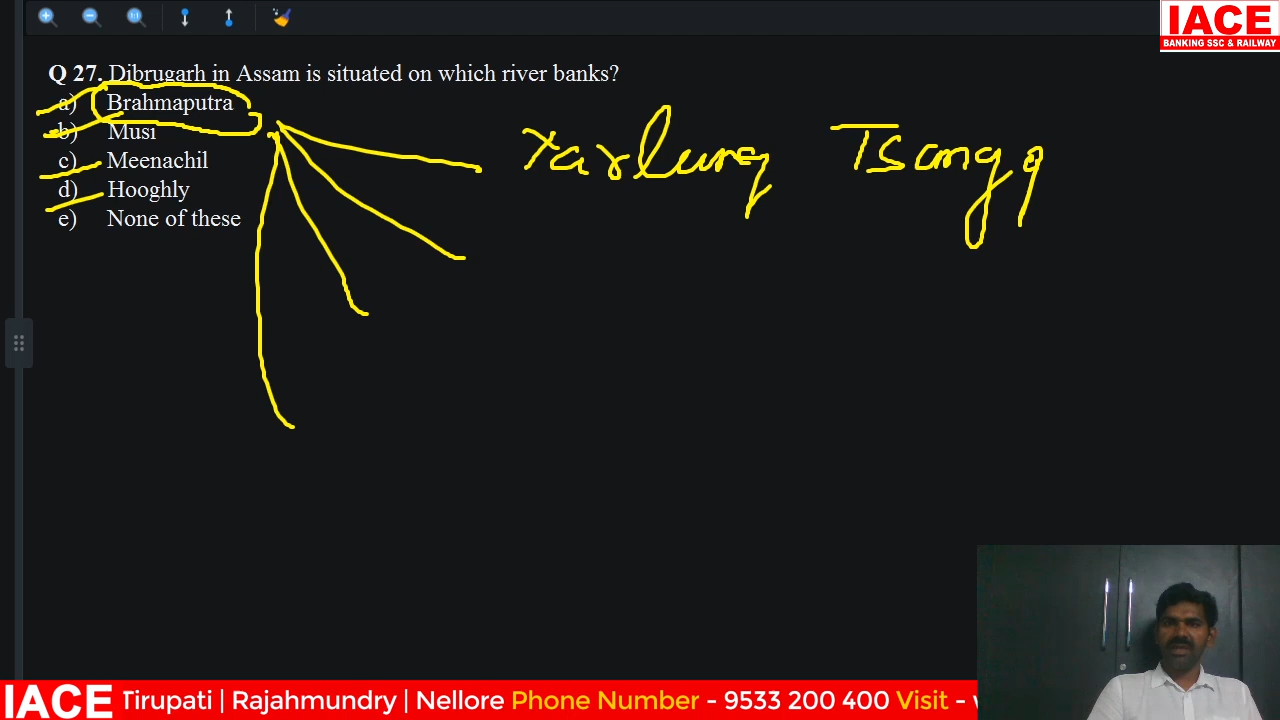 IACE
BANKING SSC & RAILWAY
Q 27. Dibrugarh in Assam is situated on which river banks?
a) Brahmaputra
b) Musi
c) Meenachil
d) Hooghly
e) None of these
Yarlung Tsangp
IACE Tirupati | Rajahmundry | Nellore Phone Number - 9533 200 400 Visit -